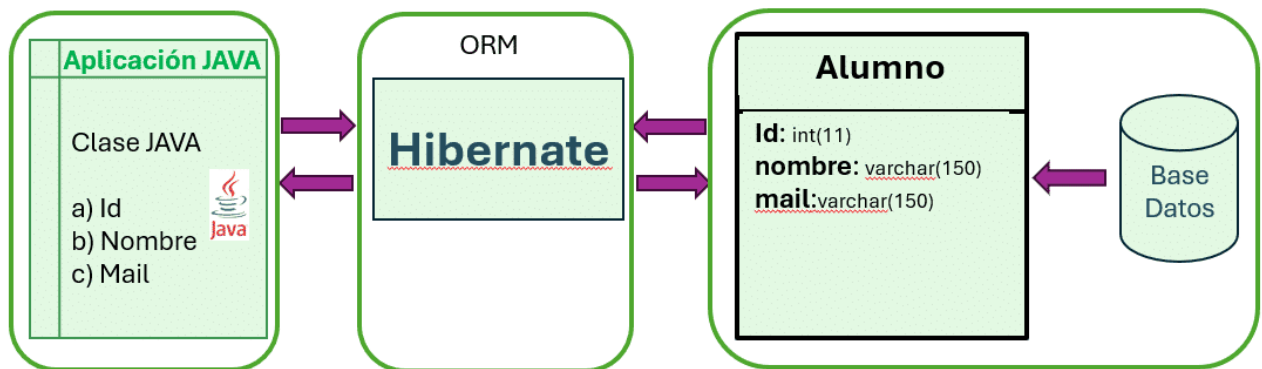 Aplicación JAVA
Clase JAVA
a) Id
b) Nombre
c) Mail
Java
ORM
Hibernate
Alumno
Id: int(11)
nombre: varchar(150)
mail:varchar(150)
Base
Datos